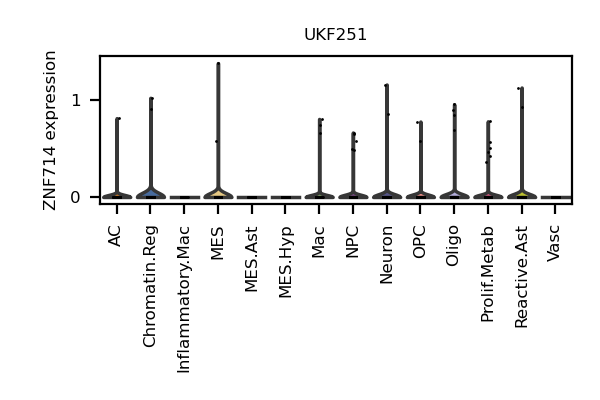 UKF251
ZNF714 expression
1
0
AC
Chromatin.Reg
Inflammatory.Mac
MES
MES.Ast
MES.Hyp
Mac
NPC
Neuron
OPC
Oligo
Prolif.Metab
Reactive.Ast
Vasc